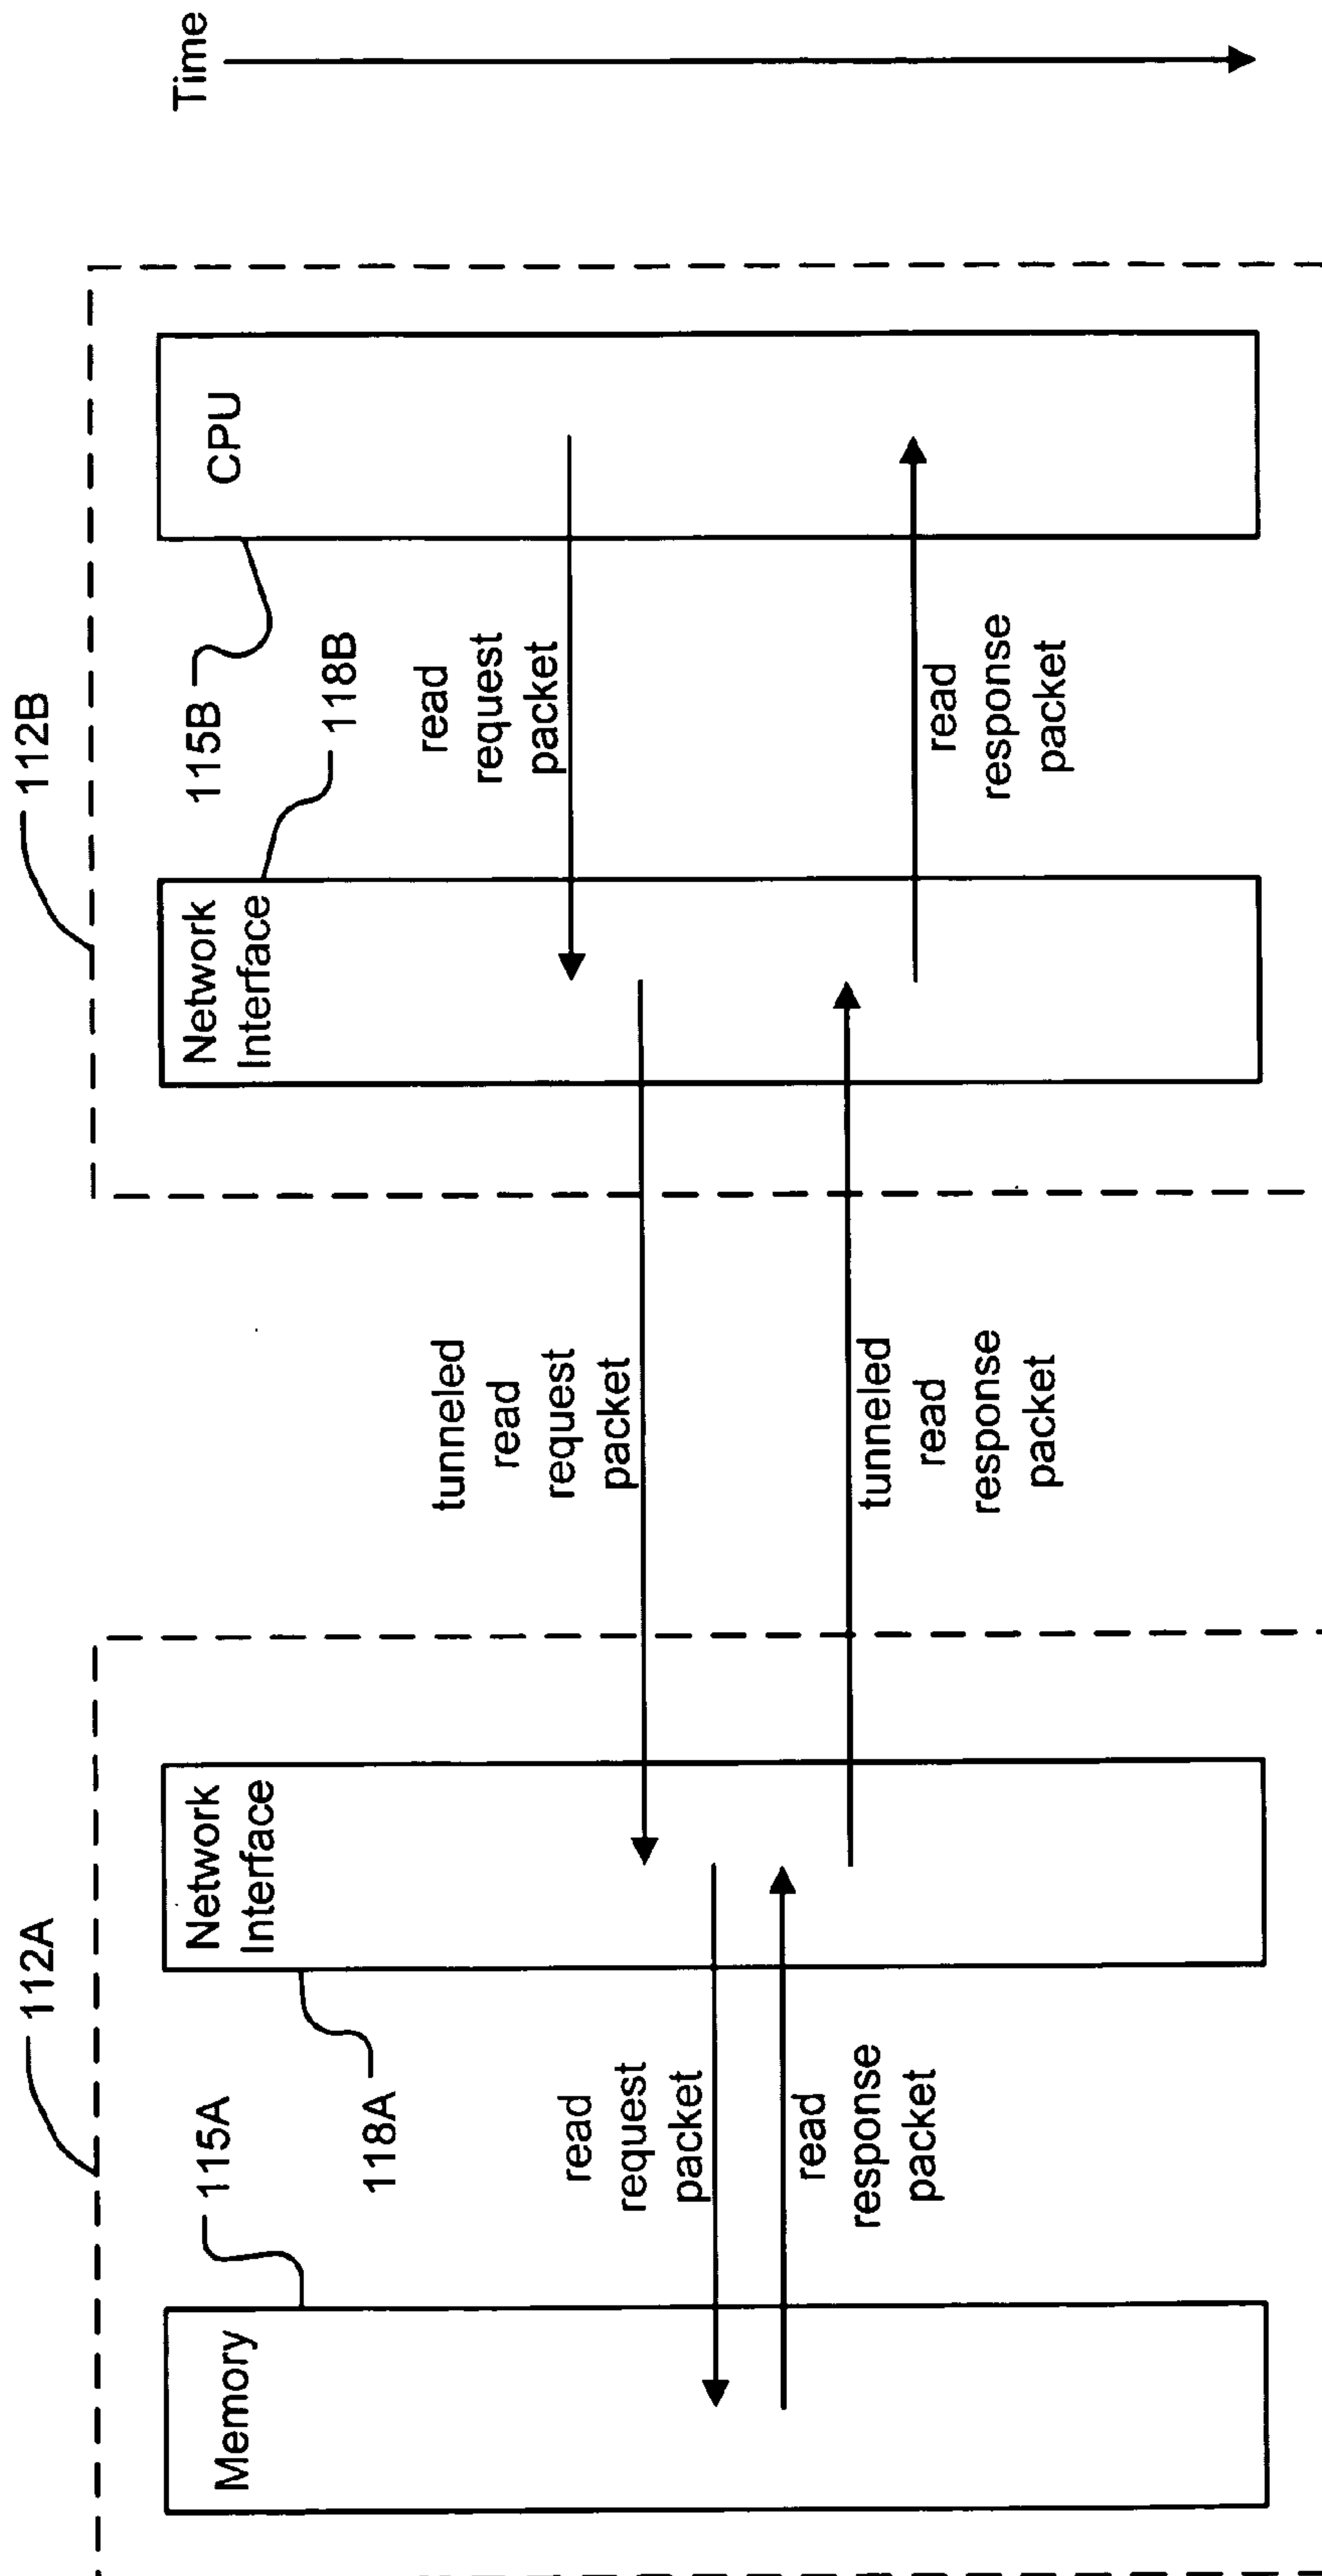 112A
112B
Memory
115A
118A
Network
Interface
Network
Interface
115B
118B
CPU
Time
read
request
packet
tunneled
read
request
packet
read
request
packet
read
response
packet
tunneled
read
response
packet
read
response
packet